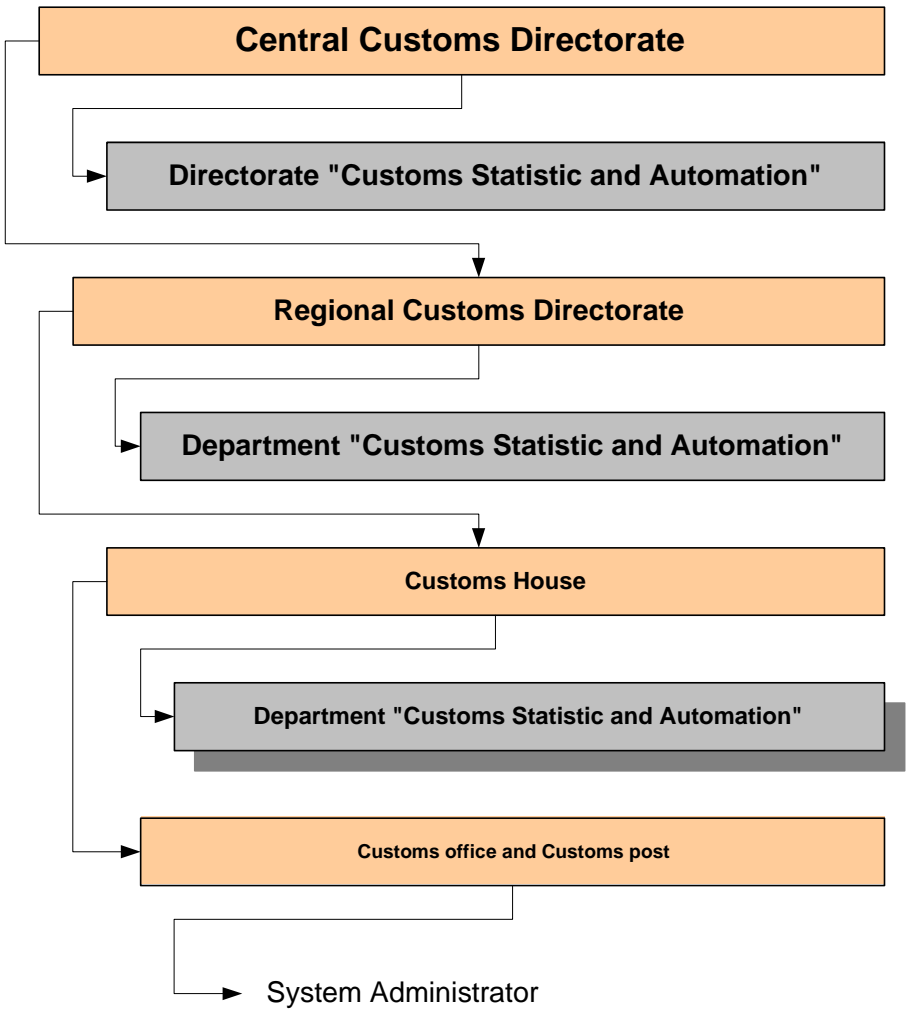 Central Customs Directorate
Directorate "Customs Statistic and Automation"
Regional Customs Directorate
Department "Customs Statistic and Automation"
Customs House
Department "Customs Statistic and Automation"
Customs office and Customs post
System Administrator